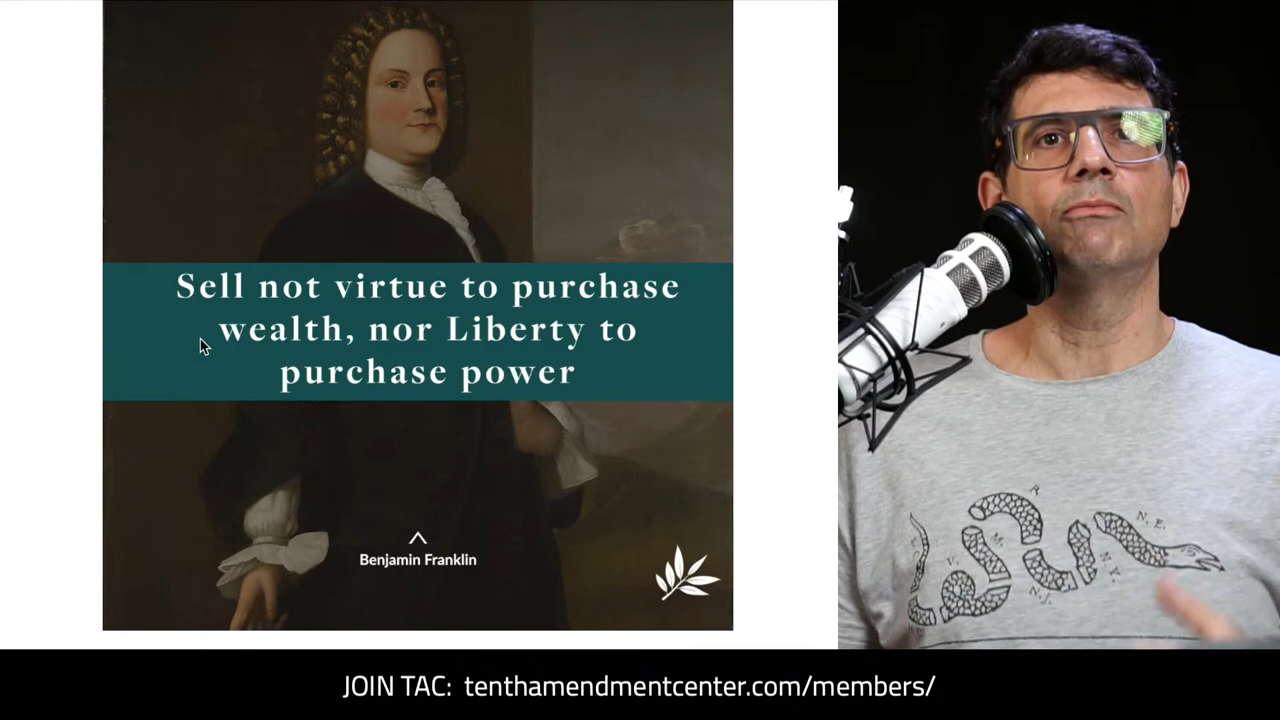 Sell not virtue to purchase
wealth, nor Liberty to
purchase power
Benjamin Franklin
R
N. E.
M.
V.
N.J.
N.Y.
JOIN TAC: tenthamendmentcenter.com/members/